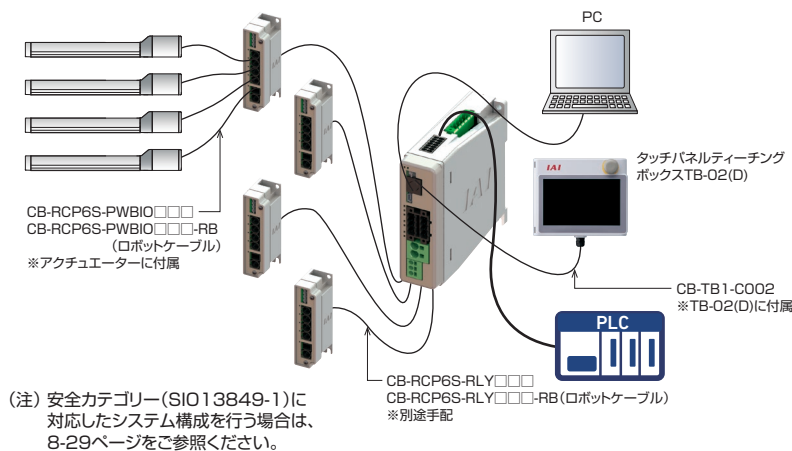 PC
IAI
IAI
IAI
タッチパネルティーチング
ボックスTB-02(D)
CB-RCP6S-PWBIO□□□
CB-RCP6S-PWBIO□□□-RB
(ロボットケーブル)
※アクチュエーターに付属
CB-TB1-C002
※TB-02(D)に付属
PLC
CB-RCP6S-RLY□□□
CB-RCP6S-RLY□□□-RB(ロボットケーブル)
※別途手配
(注) 安全カテゴリー(SIO13849-1)に
対応したシステム構成を行う場合は、
8-29ページをご参照ください。